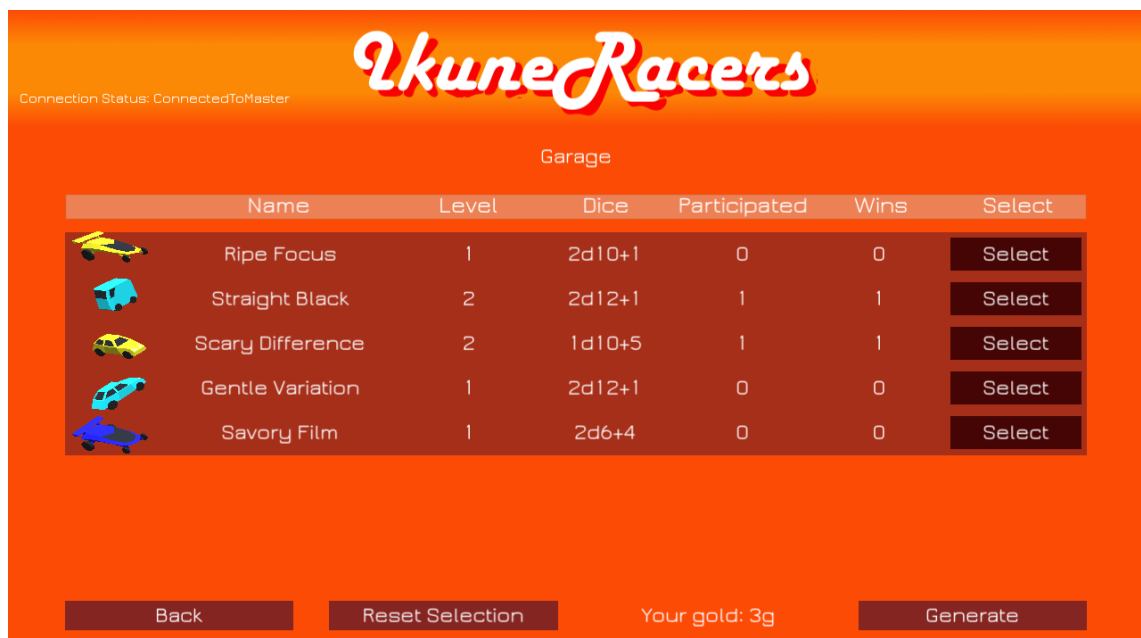 IkuneRacers
Connection Status: ConnectedToMaster
Garage
Name Level Dice Participated Wins Select
Ripe Focus 1 2d10+1 0 0 Select
Straight Black 2 2d12+1 1 1 Select
Scary Difference 2 1d10+5 1 1 Select
Gentle Variation 1 2d12+1 0 0 Select
Savory Film 1 2d6+4 0 0 Select
Back Reset Selection Your gold: 3g Generate